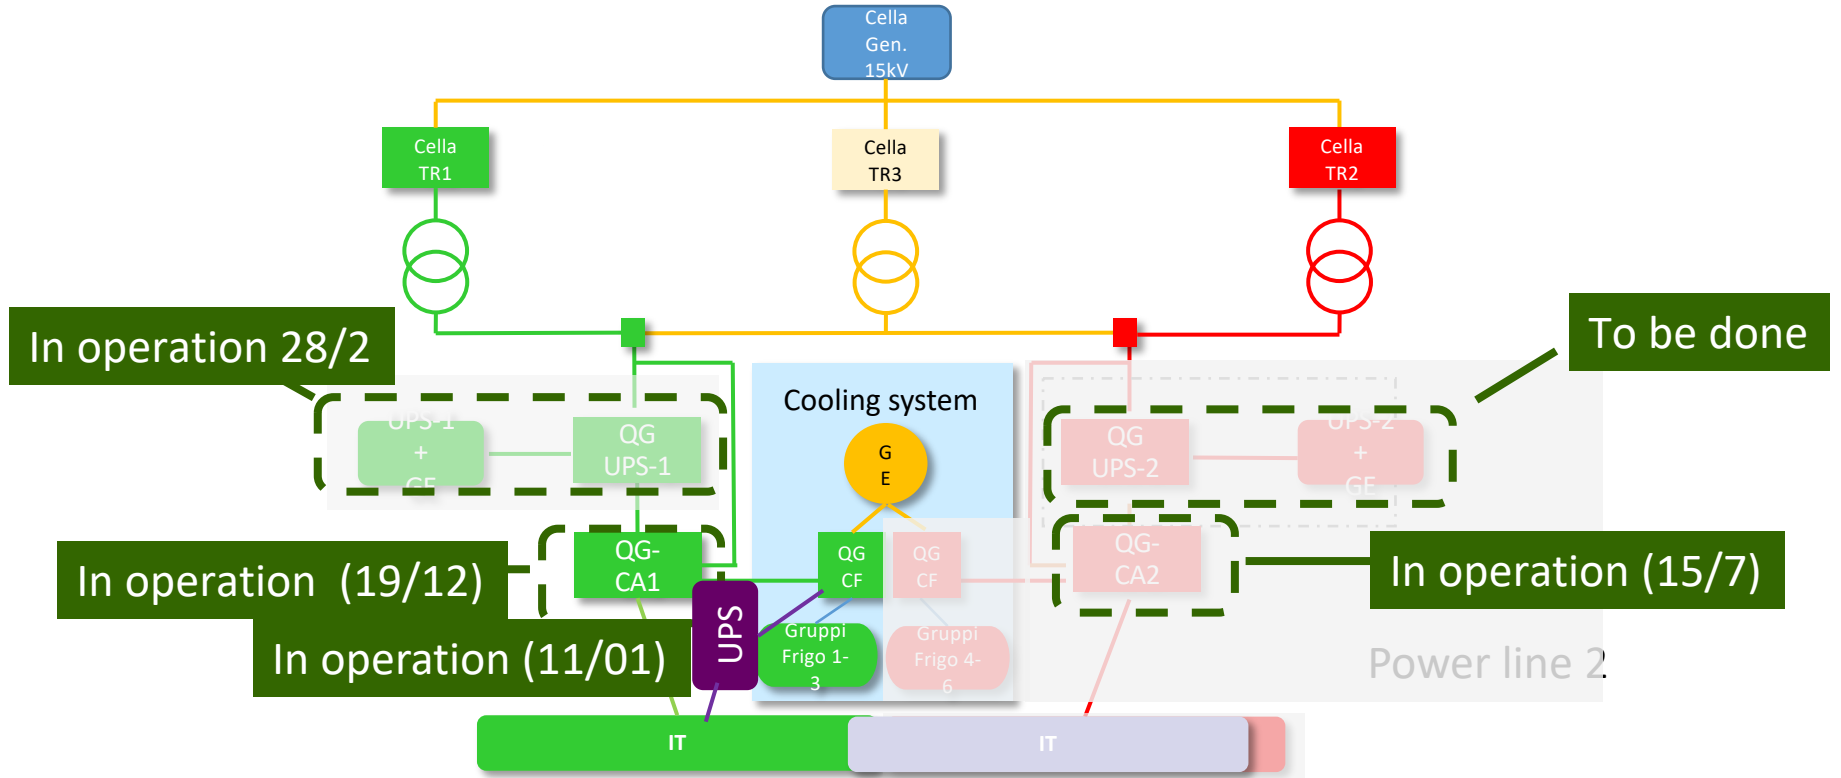 Cella
Gen.
15kV
Cella
TR1
Cella
TR3
Cella
TR2
In operation 28/2
To be done
Cooling system
UPS-1
+
GE
QG
UPS-1
G
E
QG
UPS-2
UPS-2
+
GE
In operation (19/12)
QG-
CA1
QG
CF
QG
CF
QG-
CA2
In operation (15/7)
In operation (11/01)
UPS
Gruppi
Frigo 1-
3
Gruppi
Frigo 4-
6
Power line 2
IT
IT